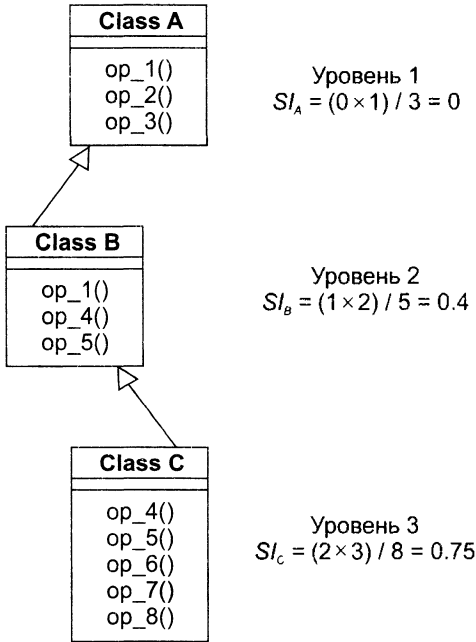 Class A
op_1()
op_2()
op_3()
Уровень 1
SI_A = (0 × 1) / 3 = 0
Class B
op_1()
op_4()
op_5()
Уровень 2
SI_B = (1 × 2) / 5 = 0.4
Class C
op_4()
op_5()
op_6()
op_7()
op_8()
Уровень 3
SI_C = (2 × 3) / 8 = 0.75